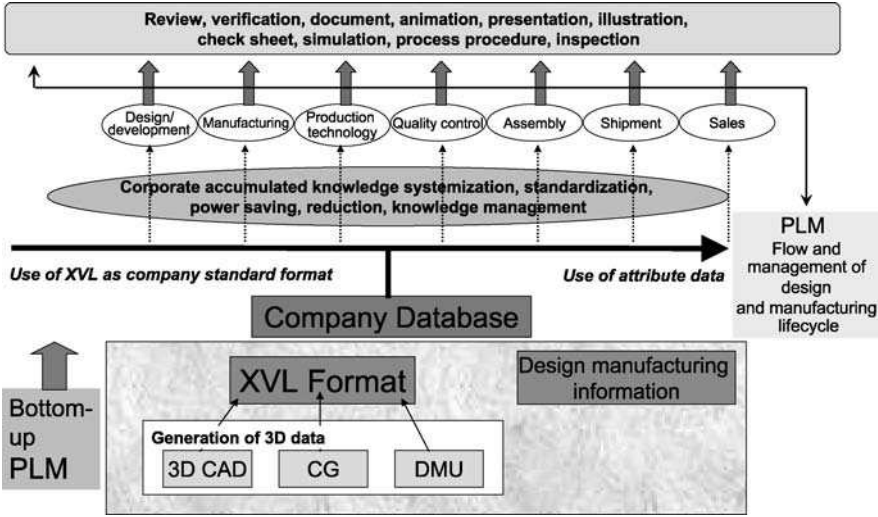 Review, verification, document, animation, presentation, illustration,
check sheet, simulation, process procedure, inspection
Design/
development
Manufacturing
Production
technology
Quality control
Assembly
Shipment
Sales
Corporate accumulated knowledge systemization, standardization,
power saving, reduction, knowledge management
Use of XVL as company standard format
Use of attribute data
PLM
Flow and
management of
design
and manufacturing
lifecycle
Company Database
Bottom-
up
PLM
XVL Format
Design manufacturing
information
Generation of 3D data
3D CAD
CG
DMU